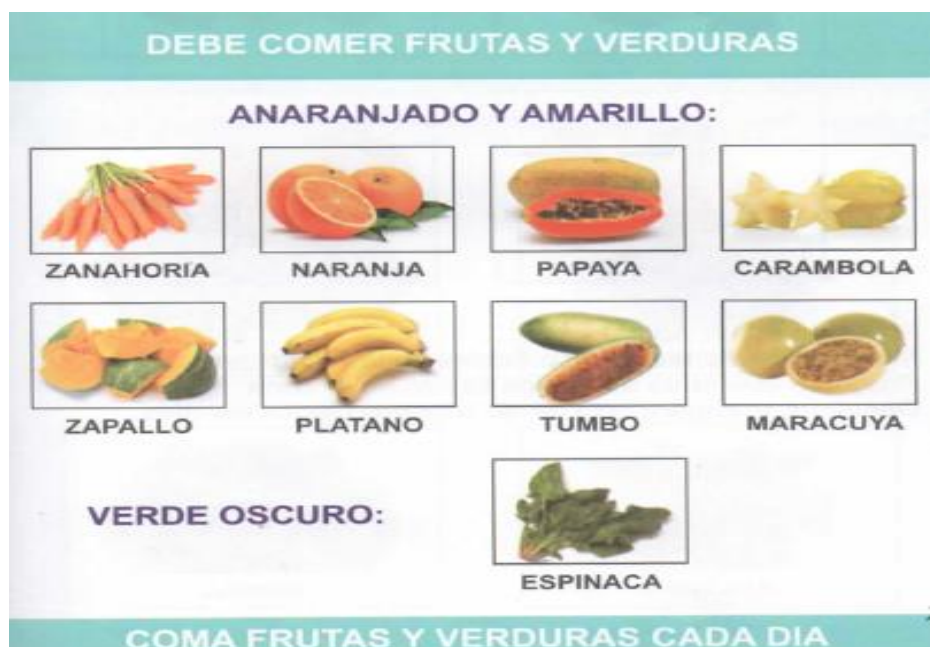 DEBE COMER FRUTAS Y VERDURAS
ANARANJADO Y AMARILLO:
ZANAHORIA NARANJA PAPAYA CARAMBOLA
ZAPALLO PLATANO TUMBO MARACUYA
VERDE OSCURO:
ESPINACA
COMA FRUTAS Y VERDURAS CADA DIA